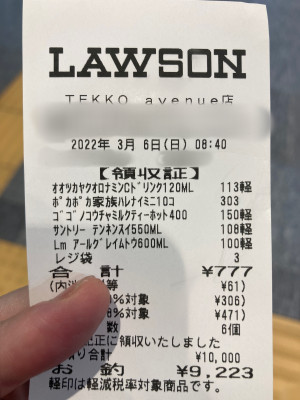 LAWSON
TEKKO avenue店
2022年 3月 6日(日) 08:40
【領収証】
オオツカヤクオロナミンCドリンク120ML 113軽
ポカポカ家族ハレナイミニ10コ 303
ゴゴノコウチャミルクティーホット400 150軽
サントリー テンネンスイ550ML 108軽
Lm アールグレイムトウ600ML 100軽
レジ袋 3
合 計 ¥777
(内消 等 ¥61)
%対象 ¥306)
8%対象 ¥471)
数 6個
正に領収いたしました
り合計 ¥10,000
お釣 ¥9,223
軽印は軽減税率対象商品です。